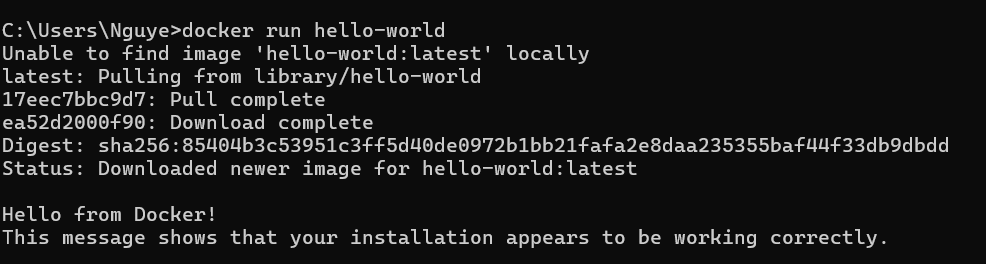 C:\Users\Nguye>docker run hello-world
Unable to find image 'hello-world:latest' locally
latest: Pulling from library/hello-world
17eec7bbc9d7: Pull complete
ea52d2000f90: Download complete
Digest: sha256:85404b3c53951c3ff5d40de0972b1bb21fafa2e8daa235355baf44f33db9dbdd
Status: Downloaded newer image for hello-world:latest
Hello from Docker!
This message shows that your installation appears to be working correctly.